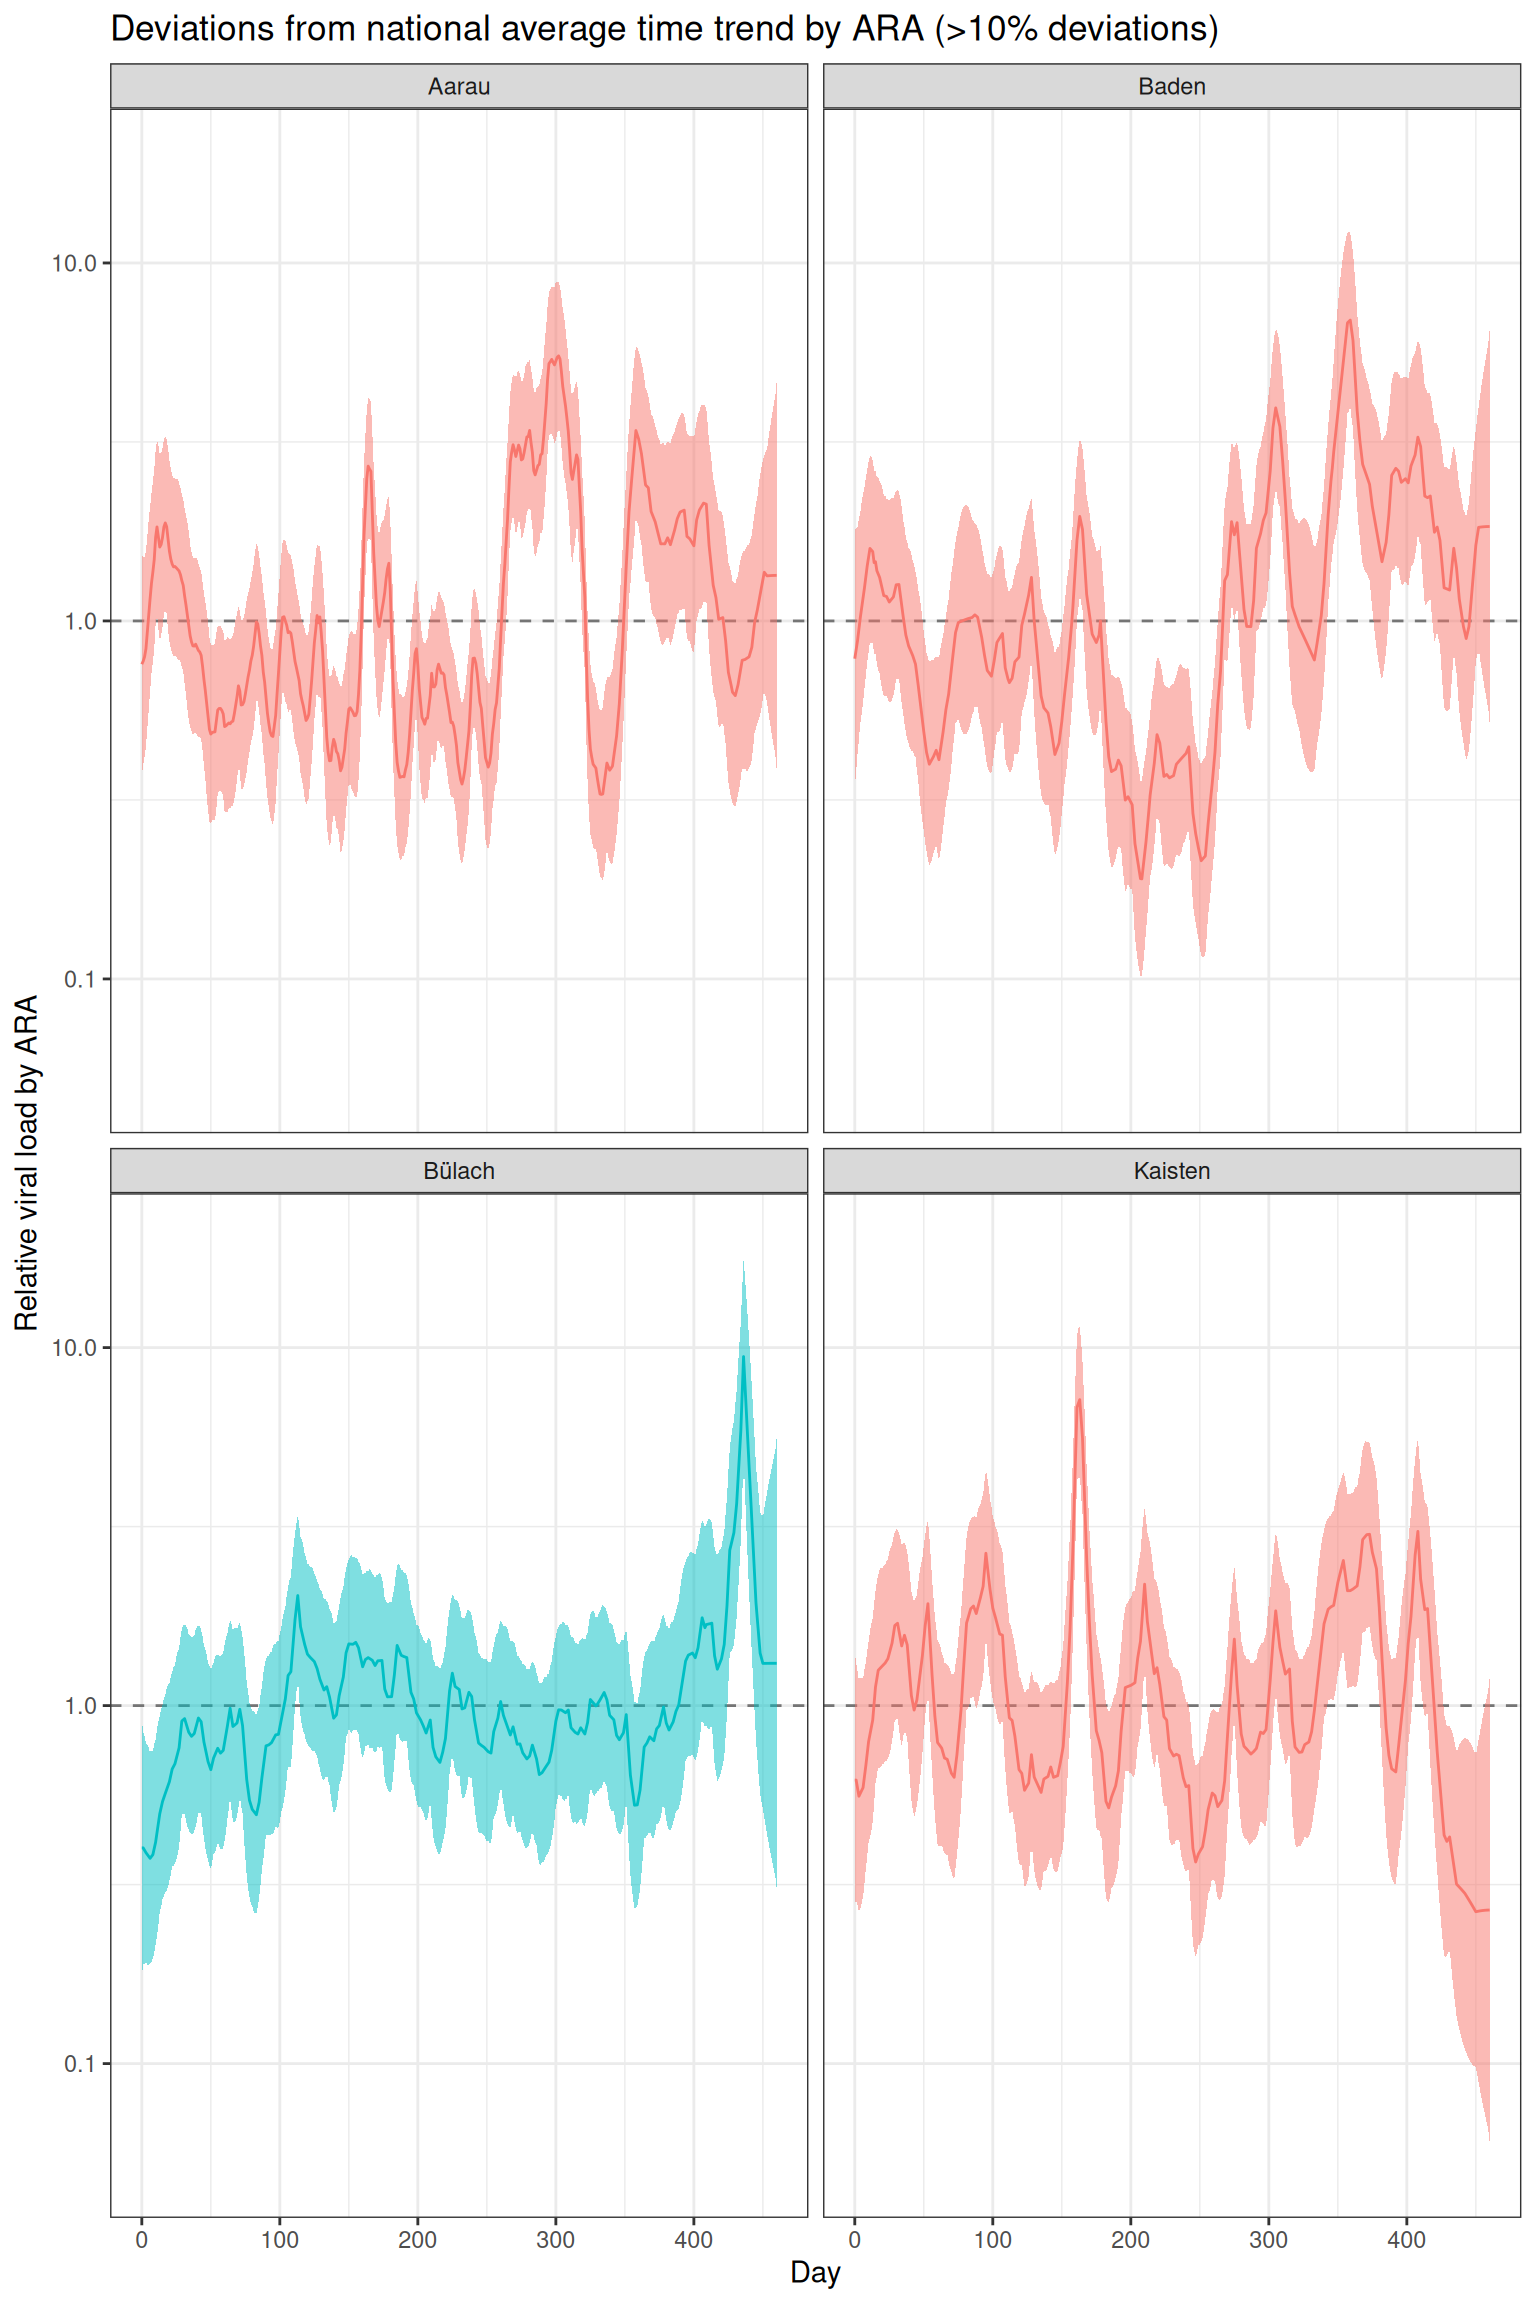 Deviations from national average time trend by ARA (>10% deviations)
Aarau
Baden
10.0
1.0
0.1
Relative viral load by ARA
Bülach
Kaisten
10.0
1.0
0.1
0 100 200 300 400
0 100 200 300 400
Day